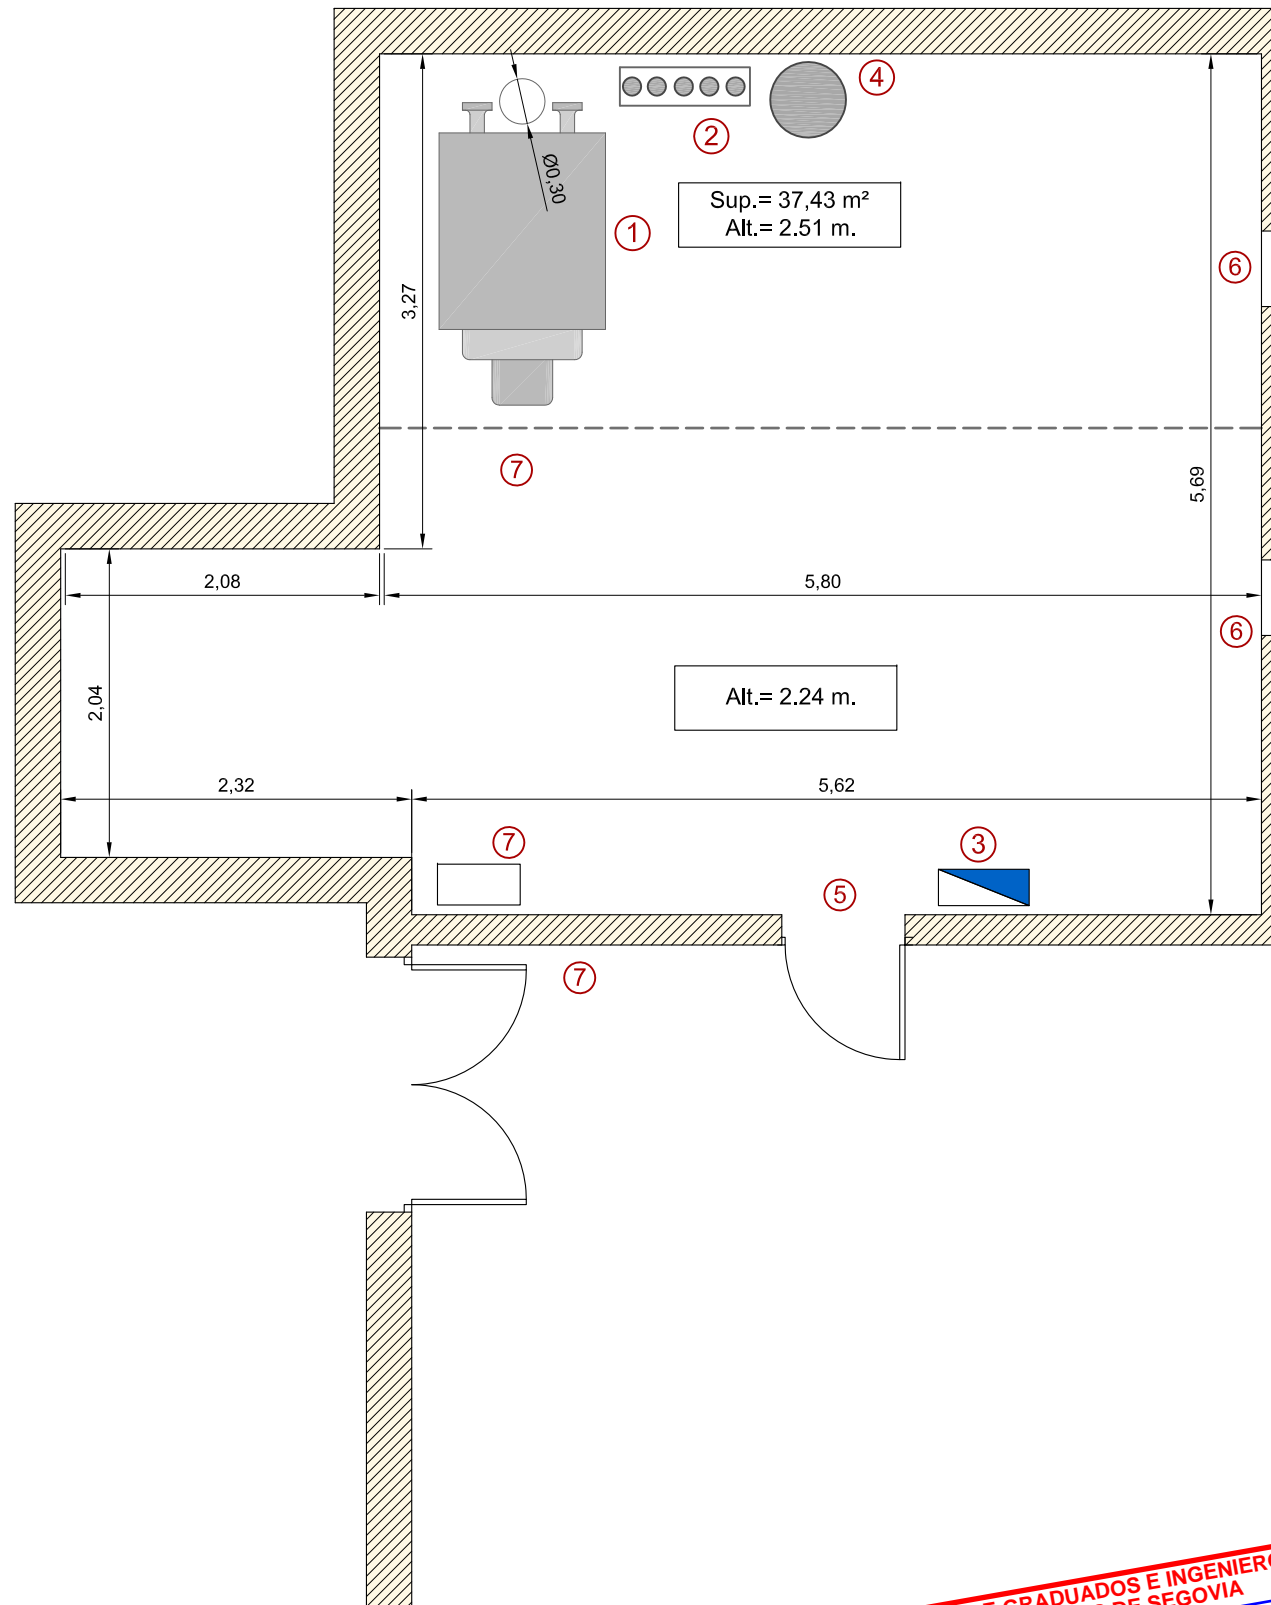 4
2
Ø0,30
Sup.= 37,43 m²
Alt.= 2.51 m.
1
6
3,27
7
5,69
2,08
5,80
6
Alt.= 2.24 m.
2,04
2,32
5,62
7
3
5
7
GRADUADOS E
DE SEGOVIA